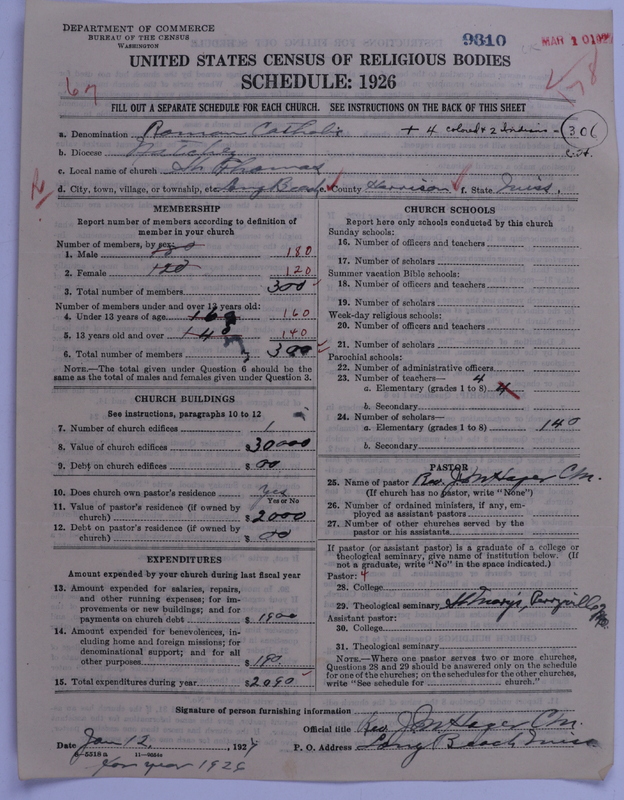 DEPARTMENT OF COMMERCE
BUREAU OF THE CENSUS
WASHINGTON
9310
MAR 1 0 192
UNITED STATES CENSUS OF RELIGIOUS BODIES
SCHEDULE: 1926
67
FILL OUT A SEPARATE SCHEDULE FOR EACH CHURCH. SEE INSTRUCTIONS ON THE BACK OF THIS SHEET
a. Denomination Roman Catholic + 4 colored + 2 Indians - 306
b. Diocese Natchez
c. Local name of church St. Thomas
d. City, town, village, or township, etc. Long Beach e. County Harrison f. State Miss.
MEMBERSHIP
Report number of members according to definition of member in your church
Number of members, by sex:
1. Male 180 180
2. Female 120 120
3. Total number of members 300
Number of members under and over 13 years old:
4. Under 13 years of age 160 160
5. 13 years old and over 140 140
6. Total number of members 300
NOTE.—The total given under Question 6 should be the same as the total of males and females given under Question 3.
CHURCH BUILDINGS
See instructions, paragraphs 10 to 12
7. Number of church edifices 1
8. Value of church edifices $30000
9. Debt on church edifices $00
10. Does church own pastor's residence Yes
Yes or No
11. Value of pastor's residence (if owned by church) $2000
12. Debt on pastor's residence (if owned by church) $00
EXPENDITURES
Amount expended by your church during last fiscal year
13. Amount expended for salaries, repairs, and other running expenses; for improvements or new buildings; and for payments on church debt $1900
14. Amount expended for benevolences, including home and foreign missions; for denominational support; and for all other purposes $190
15. Total expenditures during year $2090
CHURCH SCHOOLS
Report here only schools conducted by this church
Sunday schools:
16. Number of officers and teachers
17. Number of scholars
Summer vacation Bible schools:
18. Number of officers and teachers
19. Number of scholars
Week-day religious schools:
20. Number of officers and teachers
21. Number of scholars
Parochial schools:
22. Number of administrative officers
23. Number of teachers— 4
a. Elementary (grades 1 to 8) 4
b. Secondary
24. Number of scholars—
a. Elementary (grades 1 to 8) 140
b. Secondary
PASTOR
25. Name of pastor Rev. J. W. Hager C.M.
(If church has no pastor, write "None")
26. Number of ordained ministers, if any, employed as assistant pastors
27. Number of other churches served by the pastor or his assistants
If pastor (or assistant pastor) is a graduate of a college or theological seminary, give name of institution below. (If not a graduate, write "No" in the space indicated.)
Pastor:
28. College
29. Theological seminary St Mary's, Perryville Mo
Assistant pastor:
30. College
31. Theological seminary
NOTE.—Where one pastor serves two or more churches, Questions 28 and 29 should be answered only on the schedule for one of the churches; on the schedules for the other churches, write "See schedule for church."
Signature of person furnishing information
Official title Rev. J W Hager C.M.
Date Jan 12, 1927 P. O. Address Long Beach Miss
8-5518 a
for year 1926